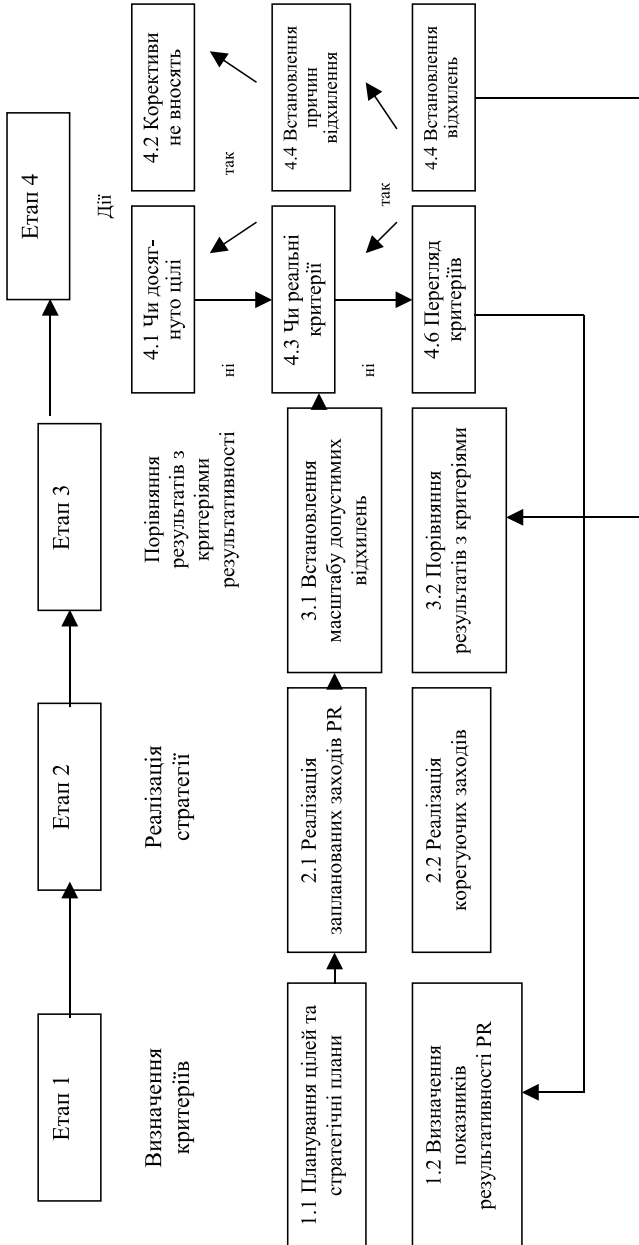 Етап 1
Етап 2
Етап 3
Етап 4
Визначення
критеріїв
Реалізація
стратегії
Порівняння
результатів з
критеріями
результативності
Дії
1.1 Планування цілей та
стратегічні плани
1.2 Визначення
показників
результативності PR
2.1 Реалізація
запланованих заходів PR
2.2 Реалізація
корегуючих заходів
3.1 Встановлення
масштабу допустимих
відхилень
3.2 Порівняння
результатів з критеріями
4.1 Чи досяг-
нуто цілі
4.2 Корективи
не вносять
ні
так
4.3 Чи реальні
критерії
4.4 Встановлення
причин
відхилення
ні
так
4.6 Перегляд
критеріїв
4.4 Встановлення
відхилень